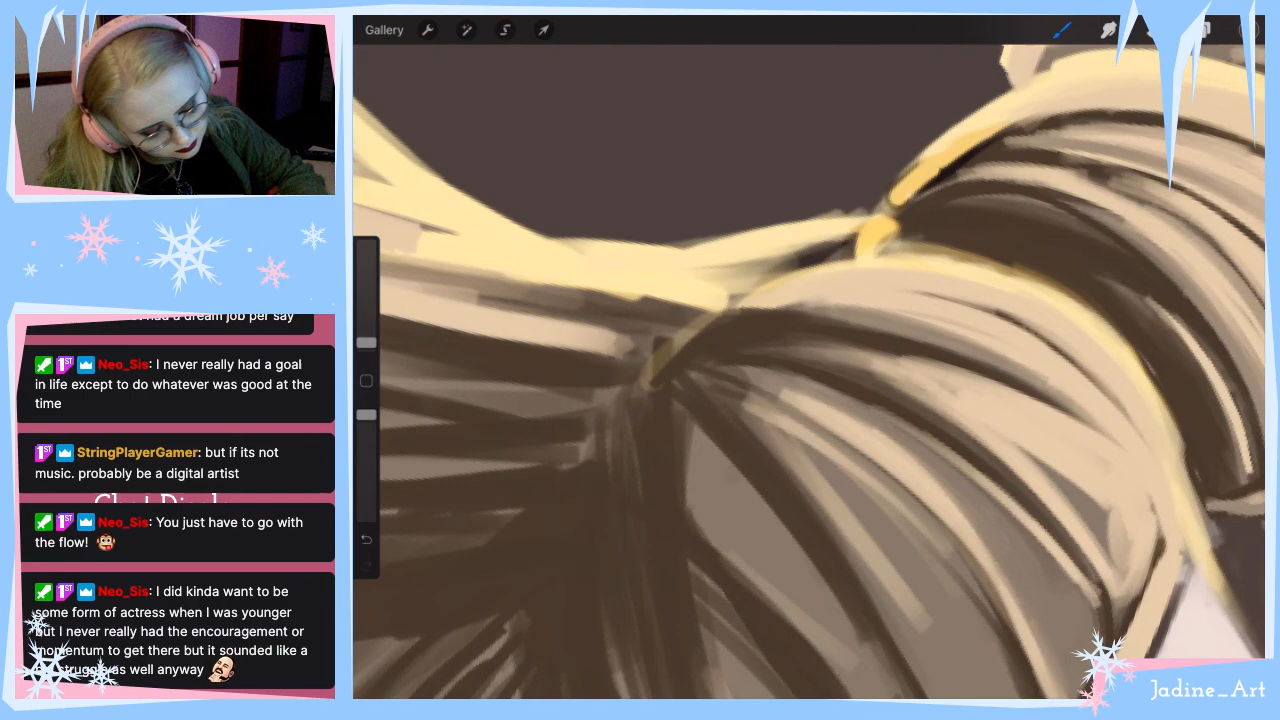 Gallery
a dream job per say
Neo_Sis: I never really had a goal
in life except to do whatever was good at the
time
StringPlayerGamer: but if its not
music. probably be a digital artist
Neo_Sis: You just have to go with
the flow!
Neo_Sis: I did kinda want to be
some form of actress when I was younger
but I never really had the encouragement or
momentum to get there but it sounded like a
struggle as well anyway
Jadine_Art